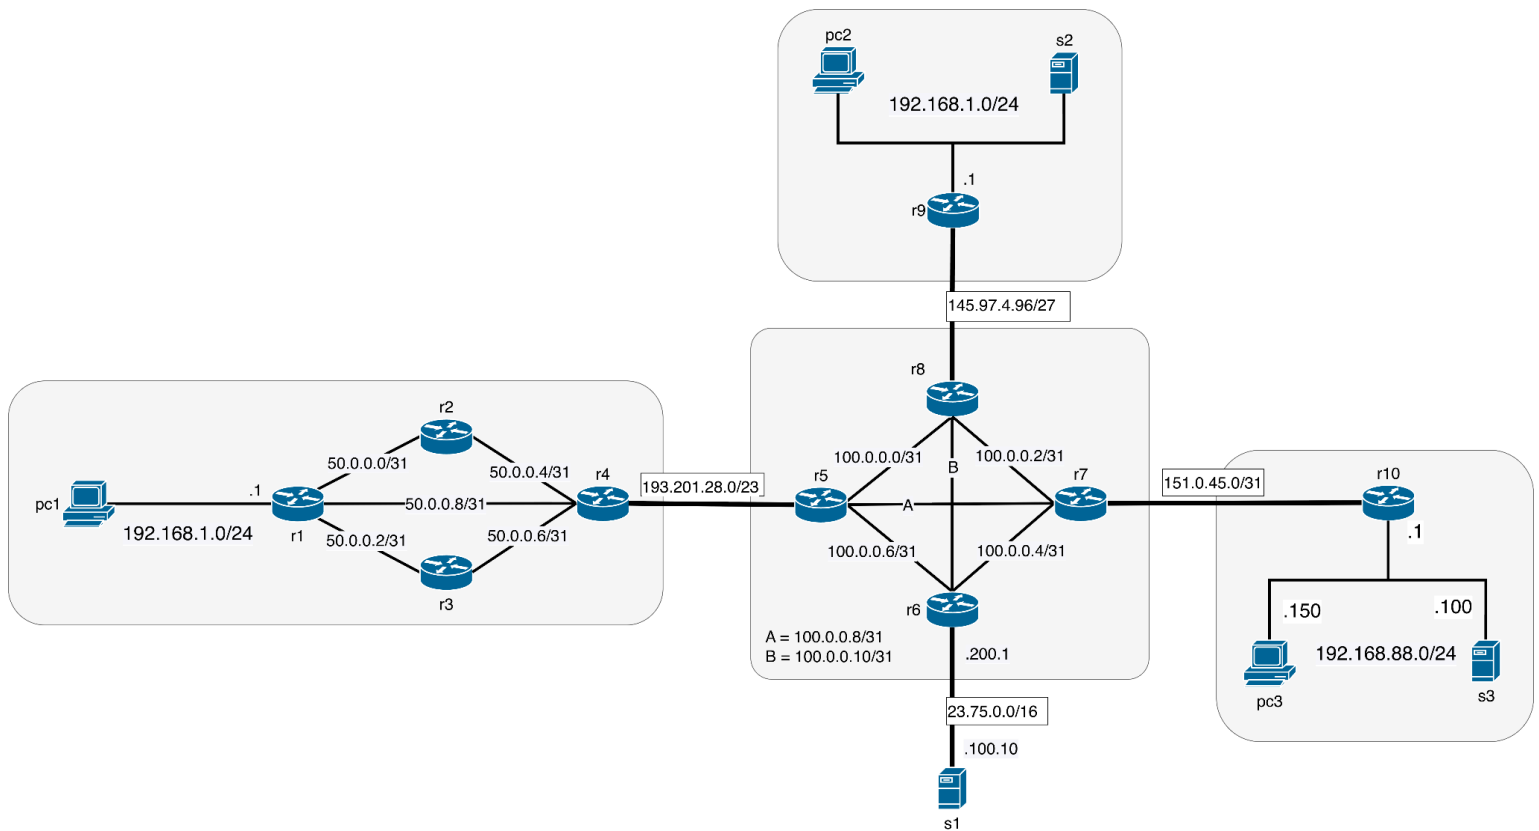 pc2
s2
192.168.1.0/24
.1
r9
145.97.4.96/27
r8
r2
50.0.0.0/31
50.0.0.4/31
100.0.0.0/31
B
100.0.0.2/31
r4
193.201.28.0/23
r5
r7
151.0.45.0/31
r10
pc1
.1
50.0.0.8/31
A
192.168.1.0/24
r1
50.0.0.2/31
50.0.0.6/31
100.0.0.6/31
100.0.0.4/31
.1
r3
r6
.150
.100
A = 100.0.0.8/31
B = 100.0.0.10/31
.200.1
192.168.88.0/24
pc3
s3
23.75.0.0/16
.100.10
s1